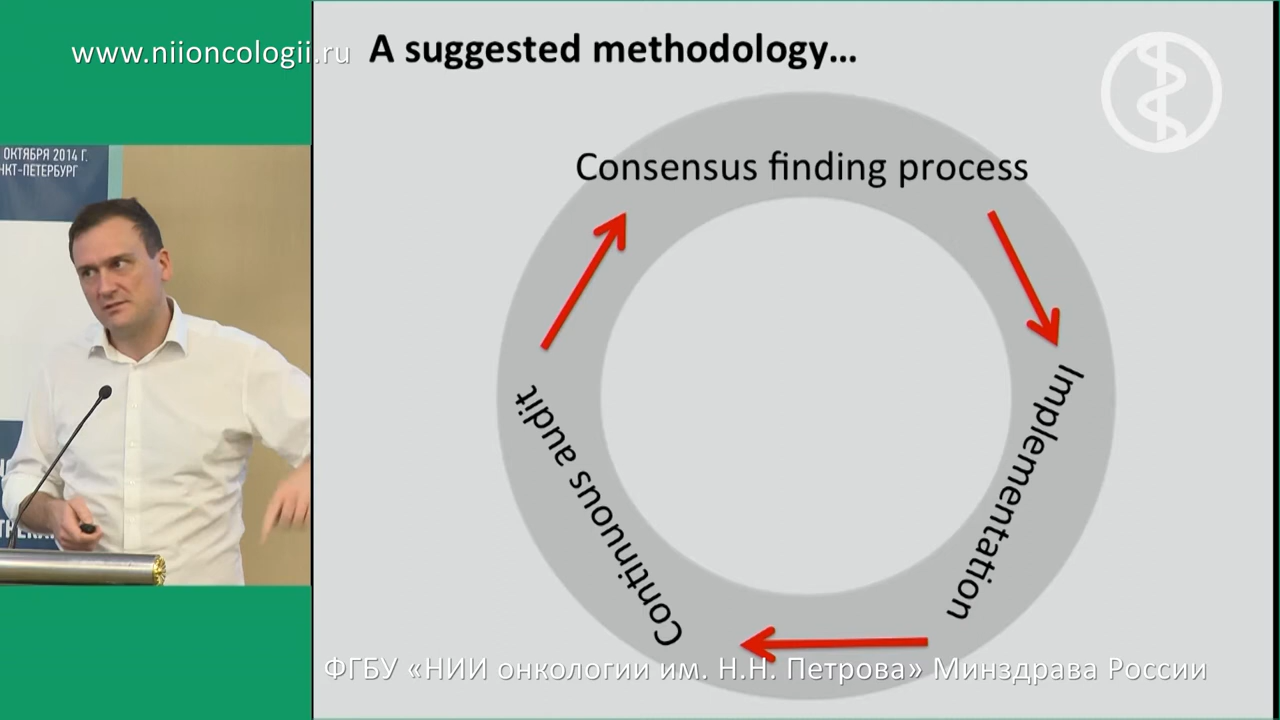 www.niioncologii.ru
A suggested methodology...
ОКТЯБРЯ 2014 Г.
НКТ-ПЕТЕРБУРГ
Consensus finding process
Implementation
Continuous audit
ФГБУ «НИИ онкологии им. Н.Н. Петрова» Минздрава России